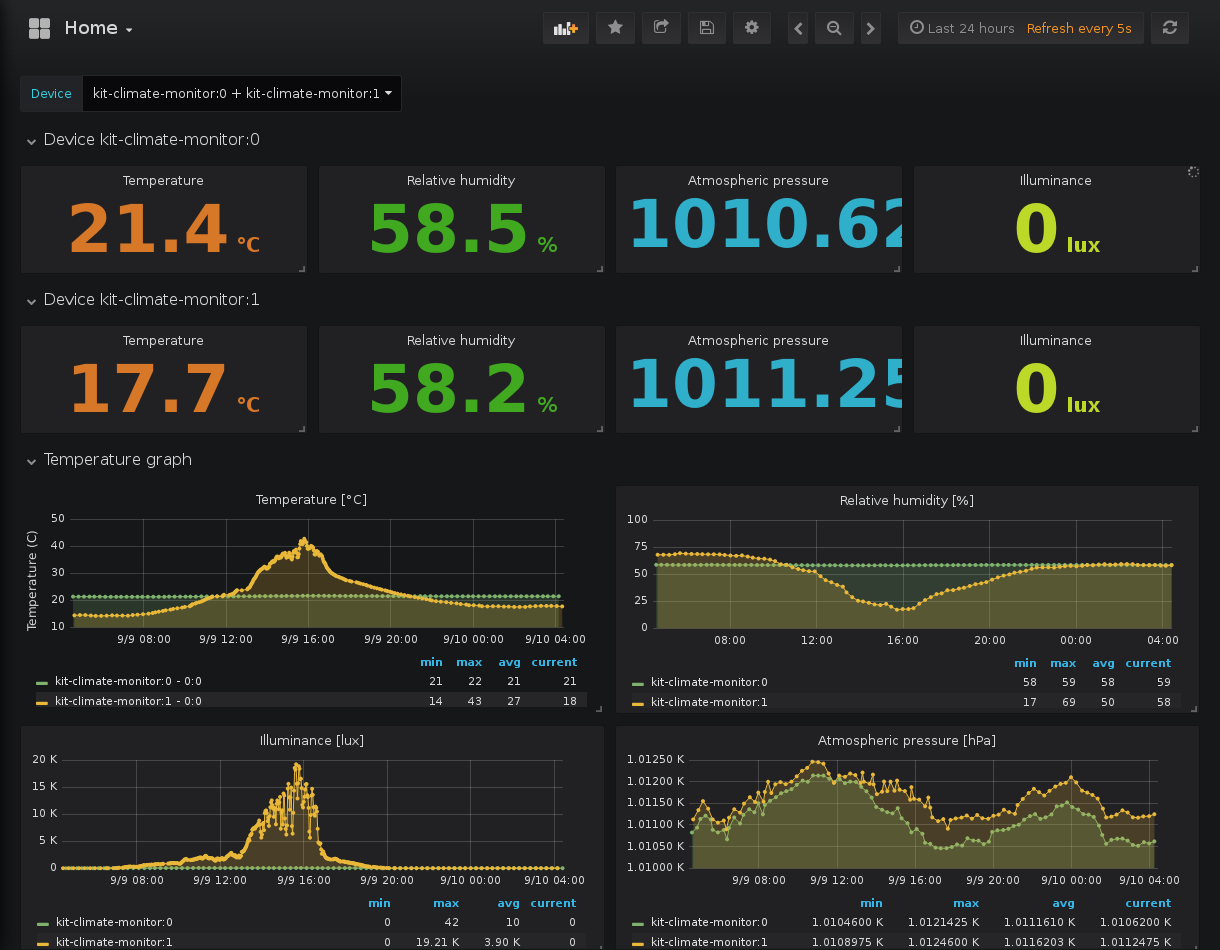 Home
Last 24 hours Refresh every 5s
Device kit-climate-monitor:0 + kit-climate-monitor:1
Device kit-climate-monitor:0
Temperature Relative humidity Atmospheric pressure Illuminance
21.4 °C 58.5 % 1010.62 0 lux
Device kit-climate-monitor:1
Temperature Relative humidity Atmospheric pressure Illuminance
17.7 °C 58.2 % 1011.25 0 lux
Temperature graph
Temperature [°C]
Temperature (C)
50
40
30
20
10
9/9 08:00 9/9 12:00 9/9 16:00 9/9 20:00 9/10 00:00 9/10 04:00
min max avg current
kit-climate-monitor:0 - 0:0 21 22 21 21
kit-climate-monitor:1 - 0:0 14 43 27 18
Relative humidity [%]
100
75
50
25
0
08:00 12:00 16:00 20:00 00:00 04:00
min max avg current
kit-climate-monitor:0 58 59 58 59
kit-climate-monitor:1 17 69 50 58
Illuminance [lux]
20 K
15 K
10 K
5 K
0
9/9 08:00 9/9 12:00 9/9 16:00 9/9 20:00 9/10 00:00 9/10 04:00
min max avg current
kit-climate-monitor:0 0 42 10 0
kit-climate-monitor:1 0 19.21 K 3.90 K 0
Atmospheric pressure [hPa]
1.01250 K
1.01200 K
1.01150 K
1.01100 K
1.01050 K
1.01000 K
9/9 08:00 9/9 12:00 9/9 16:00 9/9 20:00 9/10 00:00 9/10 04:00
min max avg current
kit-climate-monitor:0 1.0104600 K 1.0121425 K 1.0111610 K 1.0106200 K
kit-climate-monitor:1 1.0108975 K 1.0124600 K 1.0116203 K 1.0112475 K